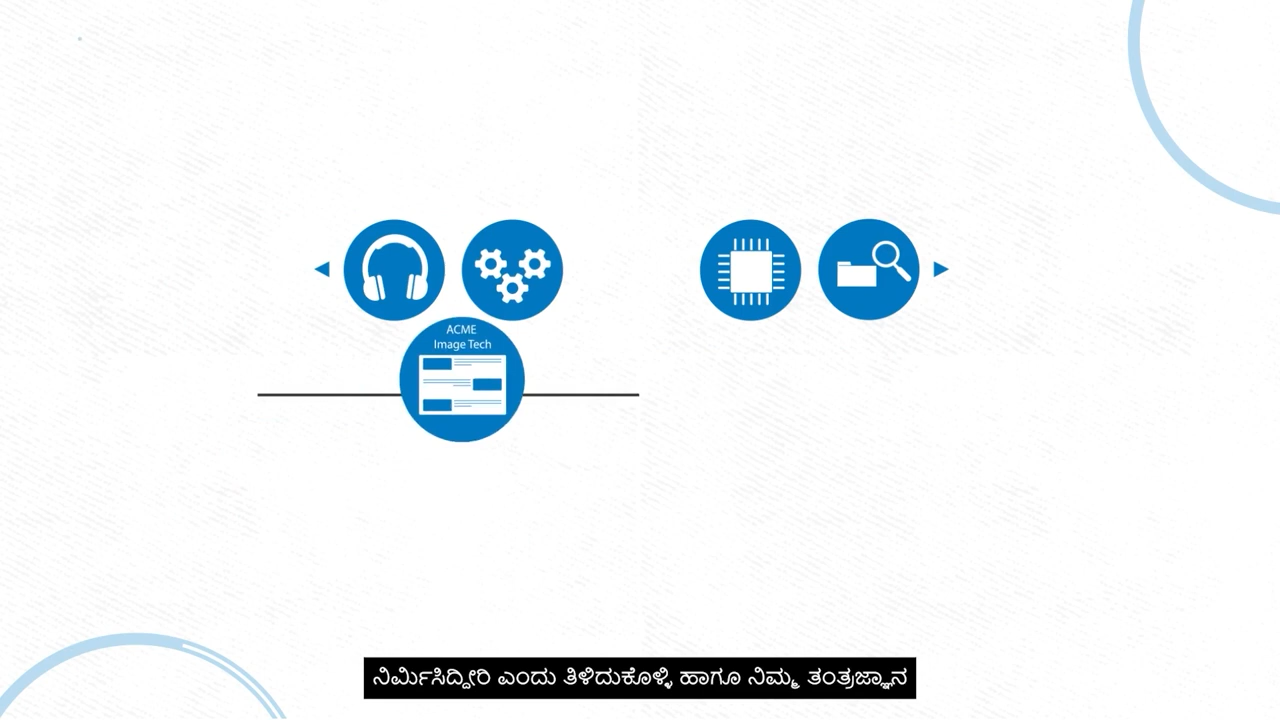 ACME
Image Tech
ನಿರ್ಮಿಸಿದ್ದೀರಿ ಎಂದು ತಿಳಿದುಕೊಳ್ಳಿ ಹಾಗೂ ನಿಮ್ಮ ತಂತ್ರಜ್ಞಾನ